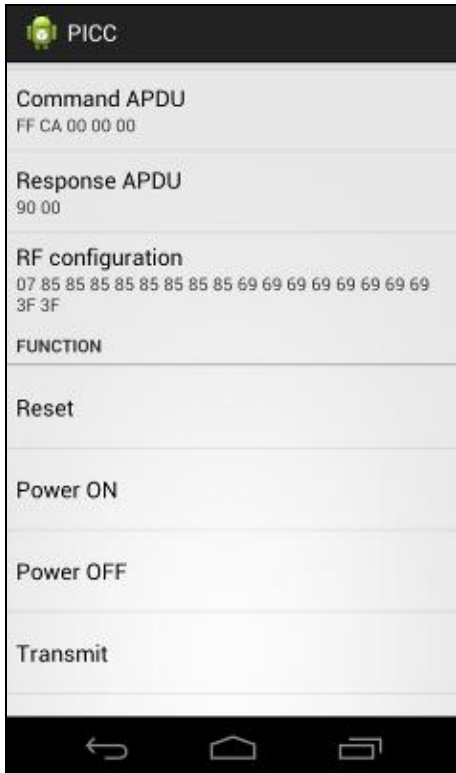 PICC
Command APDU
FF CA 00 00 00
Response APDU
90 00
RF configuration
07 85 85 85 85 85 85 85 85 69 69 69 69 69 69 69 69
3F 3F
FUNCTION
Reset
Power ON
Power OFF
Transmit